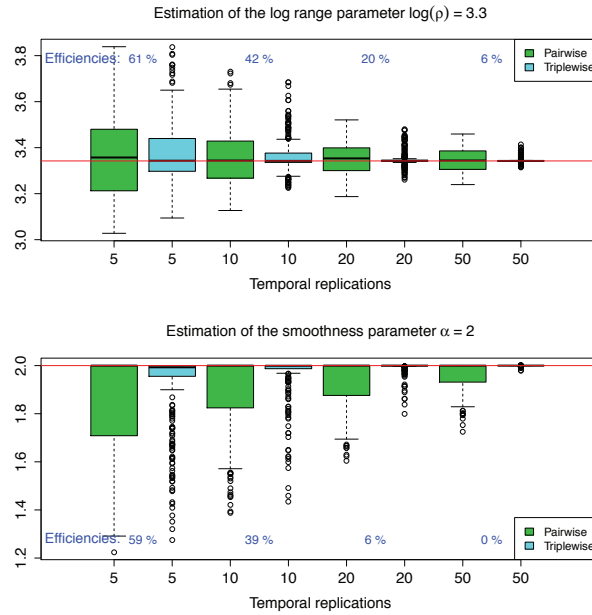 Estimation of the log range parameter log(ρ) = 3.3
Efficiencies: 61 % 42 % 20 % 6 %
Pairwise
Triplewise
3.8
3.6
3.4
3.2
3.0
5 5 10 10 20 20 50 50
Temporal replications
Estimation of the smoothness parameter α = 2
2.0
1.8
1.6
1.4
1.2
Efficiencies: 59 % 39 % 6 % 0 %
Pairwise
Triplewise
5 5 10 10 20 20 50 50
Temporal replications